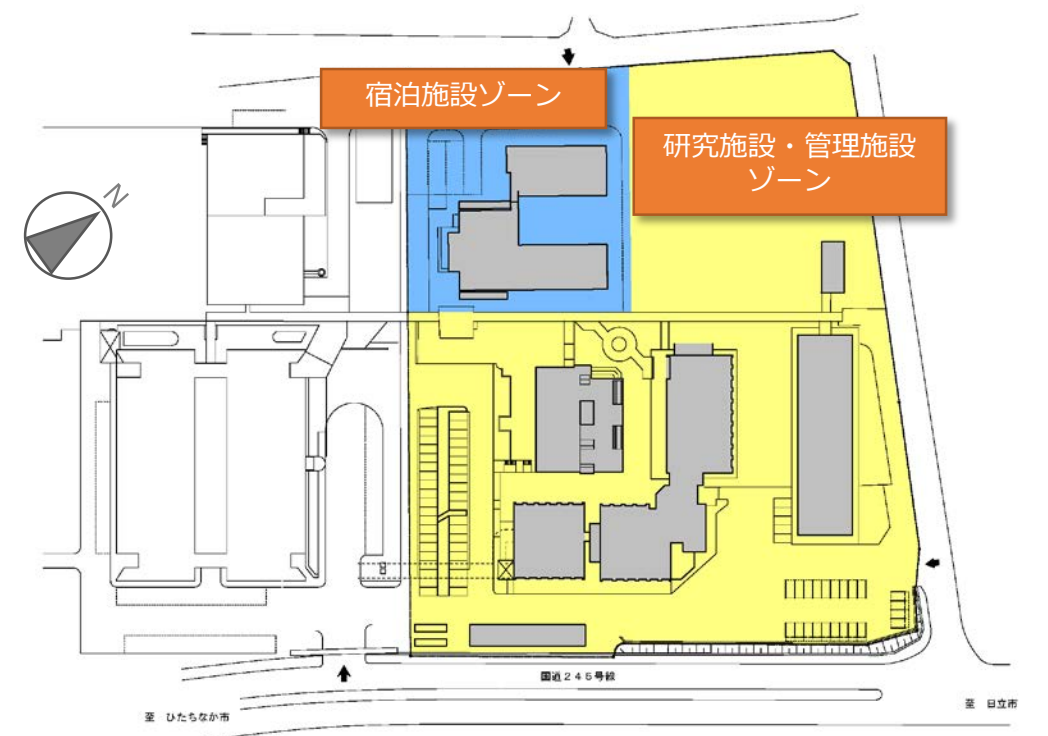 宿泊施設ゾーン
研究施設・管理施設
ゾーン
N
国道245号線
至 ひたちなか市
至 日立市